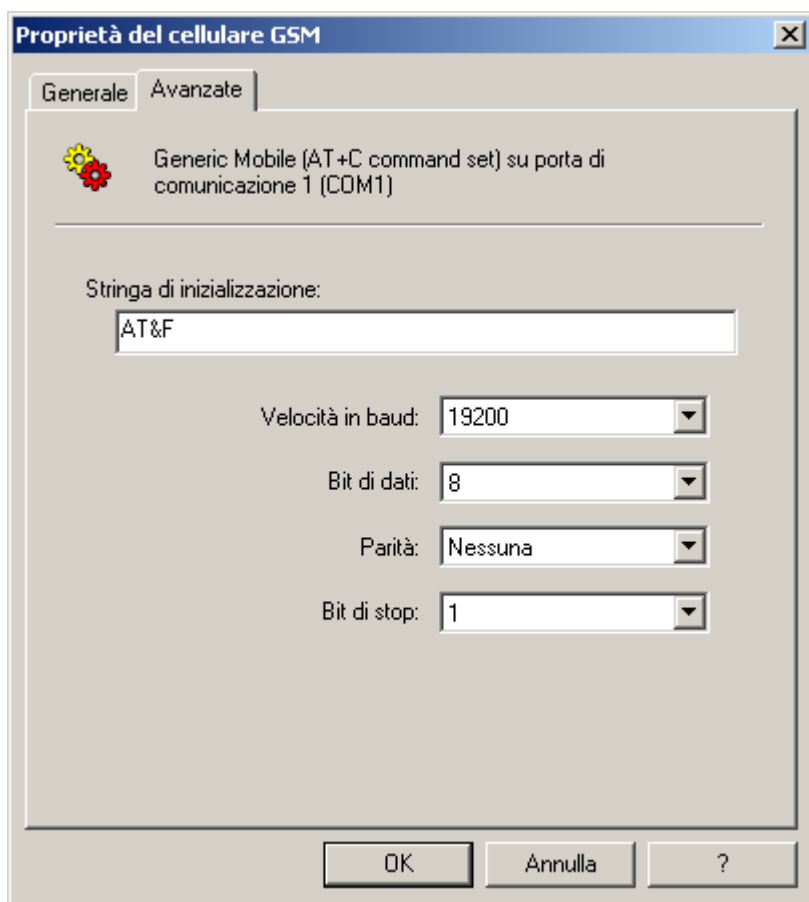 Proprietà del cellulare GSM
Generale Avanzate
Generic Mobile (AT+C command set) su porta di
comunicazione 1 (COM1)
Stringa di inizializzazione:
AT&F
Velocità in baud: 19200
Bit di dati: 8
Parità: Nessuna
Bit di stop: 1
OK Annulla ?